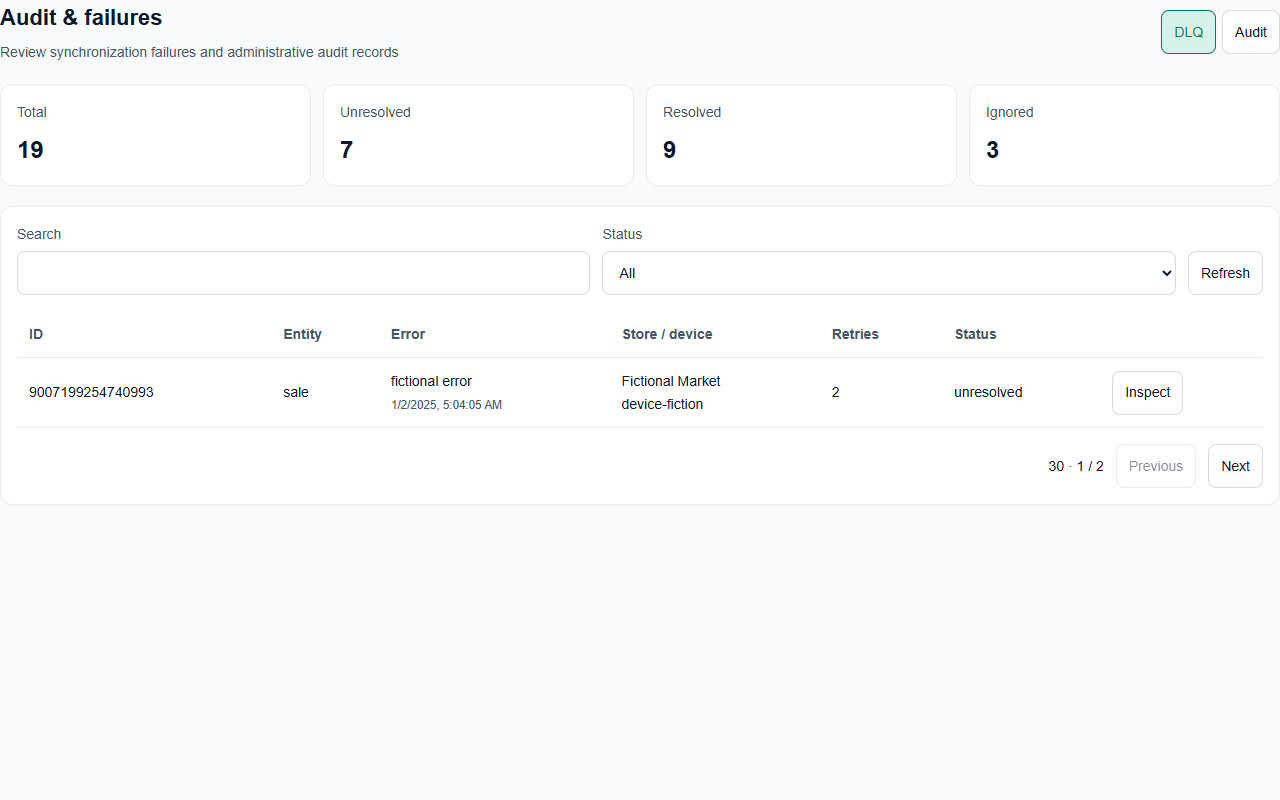 Audit & failures
Review synchronization failures and administrative audit records
DLQ
Audit
Total
19
Unresolved
7
Resolved
9
Ignored
3
Search
Status
All
Refresh
ID Entity Error Store / device Retries Status
9007199254740993 sale fictional error Fictional Market 2 unresolved Inspect
1/2/2025, 5:04:05 AM device-fiction
30 · 1 / 2 Previous Next